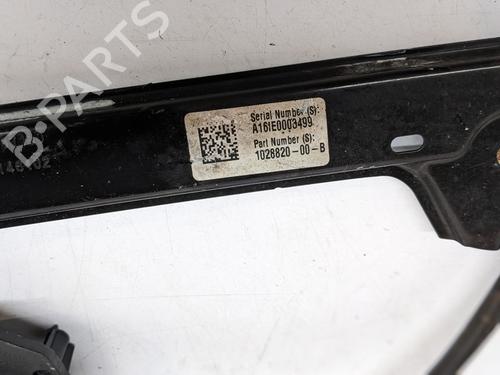 B-PARTS
Serial Number (S):
A16IE0003499
Part Number (S):
1028820-00-B